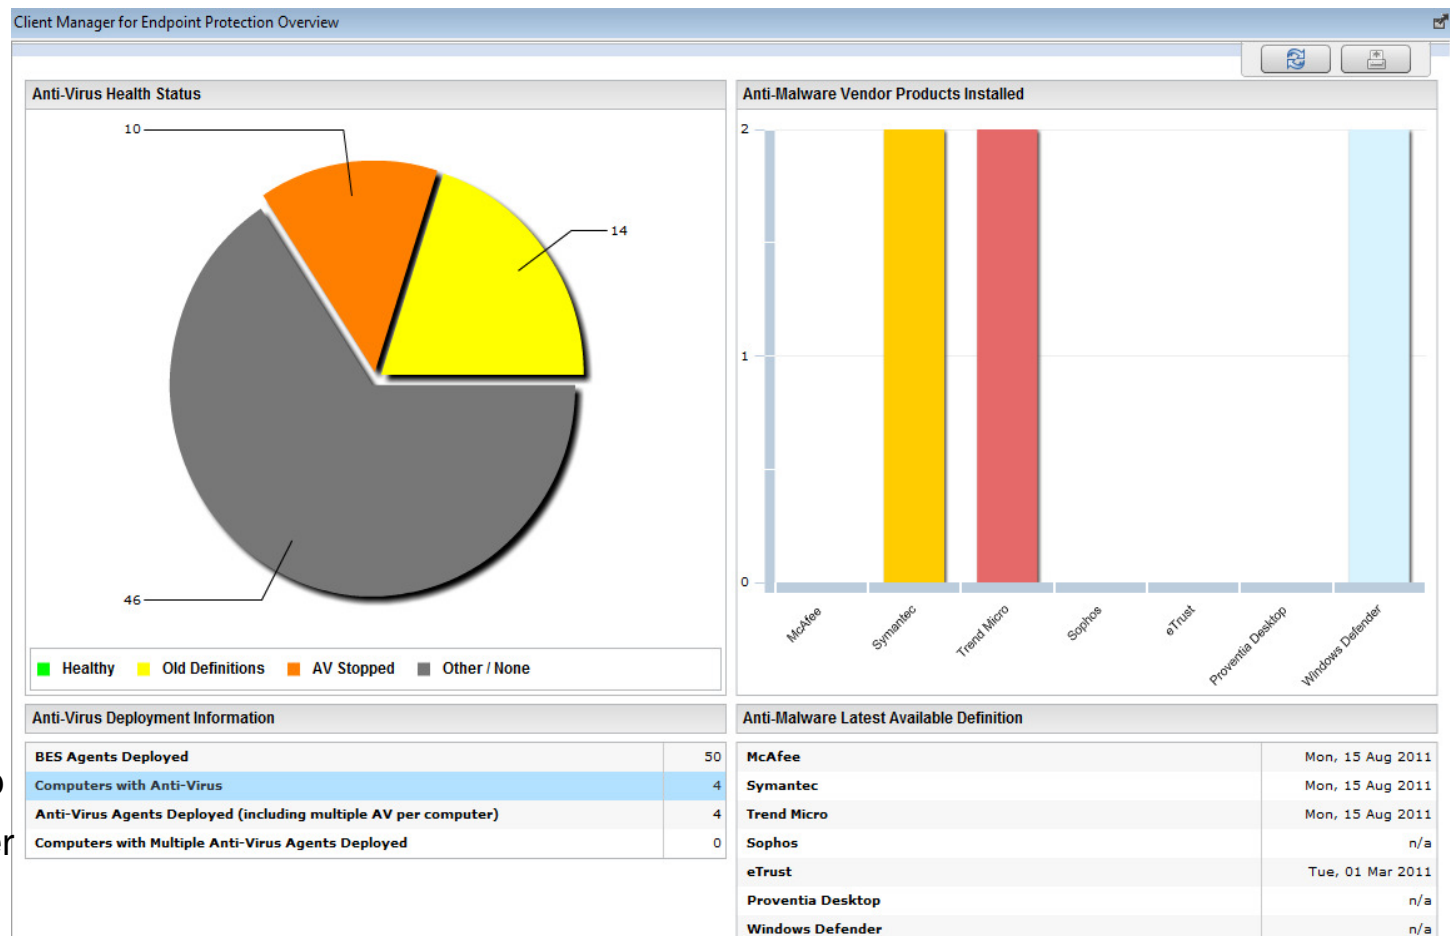 Client Manager for Endpoint Protection Overview
Anti-Virus Health Status
10
14
46
Healthy Old Definitions AV Stopped Other / None
Anti-Malware Vendor Products Installed
2
1
0
McAfee Symantec Trend Micro Sophos eTrust Proventia Desktop Windows Defender
Anti-Virus Deployment Information
BES Agents Deployed 50
Computers with Anti-Virus 4
Anti-Virus Agents Deployed (including multiple AV per computer) 4
Computers with Multiple Anti-Virus Agents Deployed 0
Anti-Malware Latest Available Definition
McAfee Mon, 15 Aug 2011
Symantec Mon, 15 Aug 2011
Trend Micro Mon, 15 Aug 2011
Sophos n/a
eTrust Tue, 01 Mar 2011
Proventia Desktop n/a
Windows Defender n/a